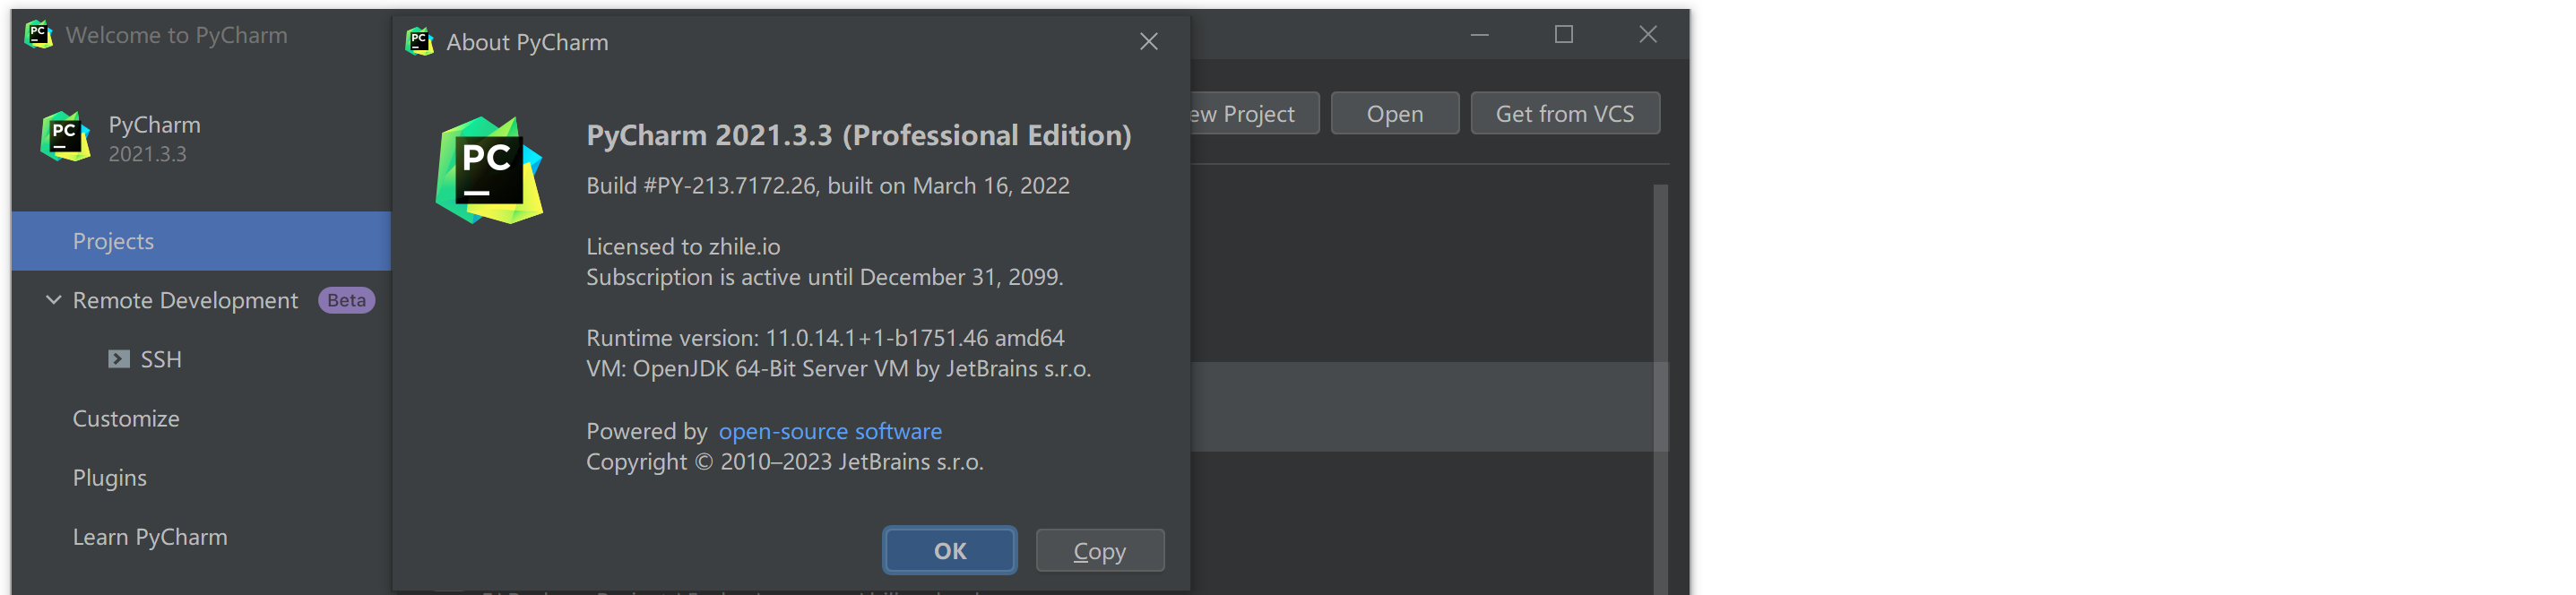 Welcome to PyCharm
About PyCharm
PC
PyCharm
2021.3.3
Projects
Remote Development Beta
SSH
Customize
Plugins
Learn PyCharm
PC
PyCharm 2021.3.3 (Professional Edition)
Build #PY-213.7172.26, built on March 16, 2022
Licensed to zhile.io
Subscription is active until December 31, 2099.
Runtime version: 11.0.14.1+1-b1751.46 amd64
VM: OpenJDK 64-Bit Server VM by JetBrains s.r.o.
Powered by open-source software
Copyright © 2010–2023 JetBrains s.r.o.
OK Copy
ew Project Open Get from VCS